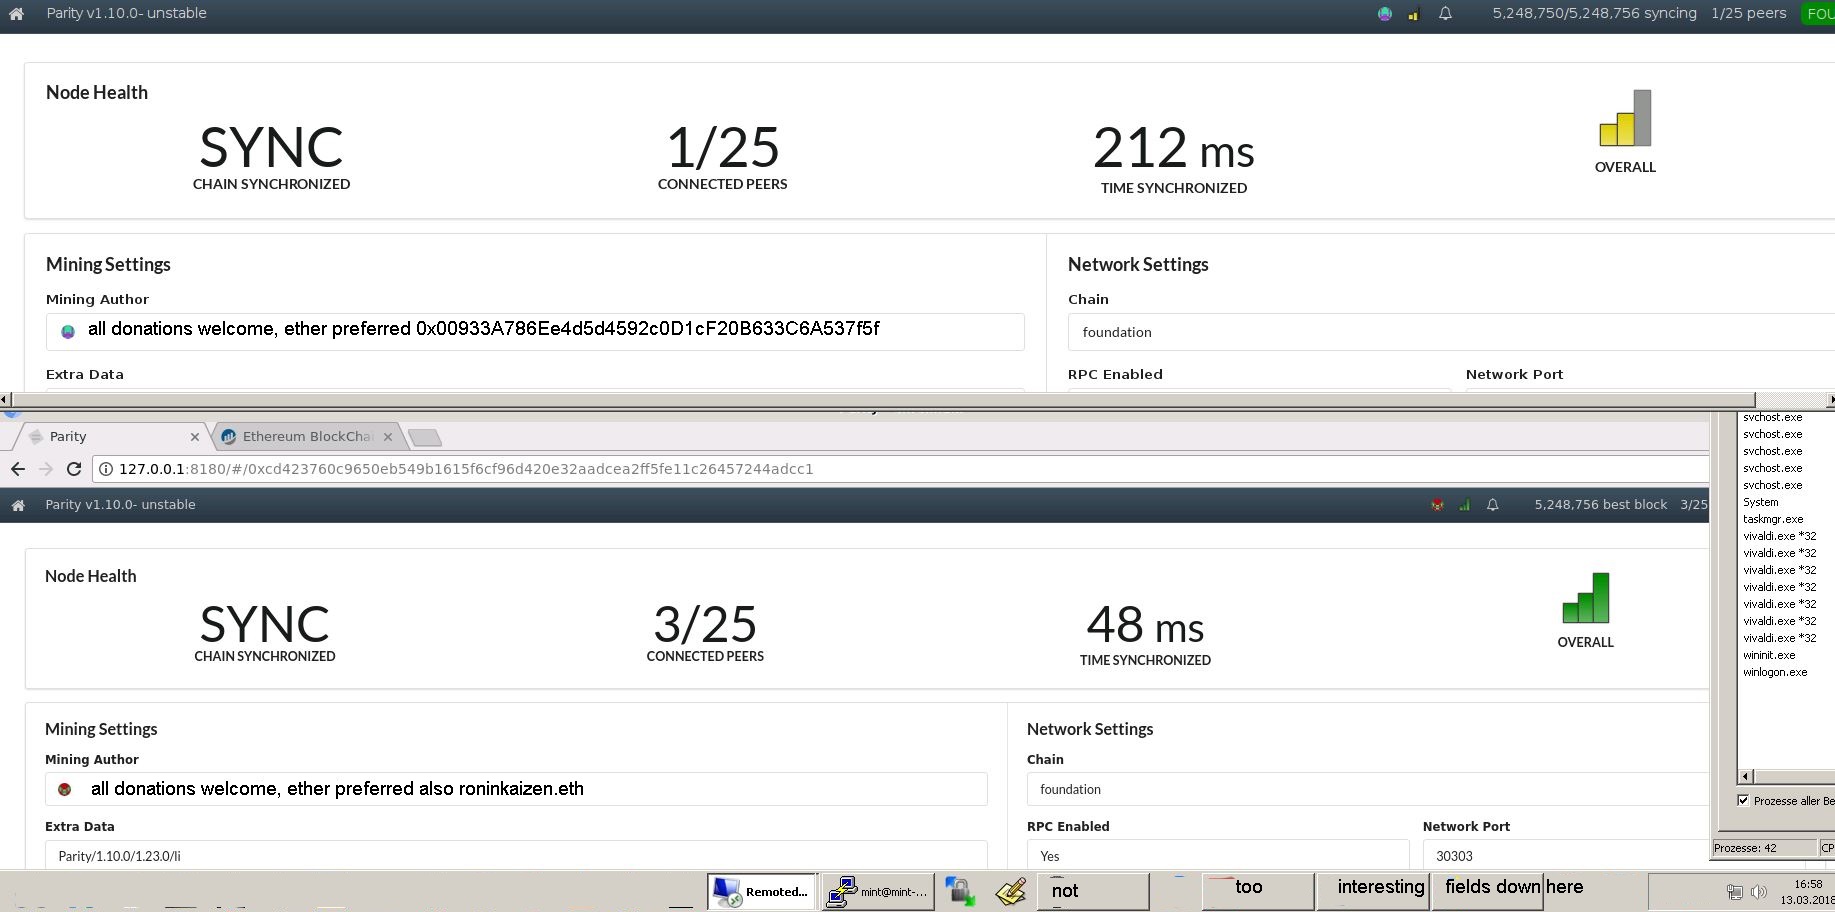 Parity v1.10.0- unstable
5,248,750/5,248,756 syncing 1/25 peers FOU
Node Health
SYNC 1/25 212 ms
CHAIN SYNCHRONIZED CONNECTED PEERS TIME SYNCHRONIZED OVERALL
Mining Settings Network Settings
Mining Author Chain
all donations welcome, ether preferred 0x00933A786Ee4d5d4592c0D1cF20B633C6A537f5f
foundation
Extra Data RPC Enabled Network Port
Parity Ethereum BlockChai
127.0.0.1:8180/#/0xcd423760c9650eb549b1615f6cf96d420e32aadcea2ff5fe11c26457244adcc1
Parity v1.10.0- unstable
5,248,756 best block 3/25
Node Health
SYNC 3/25 48 ms
CHAIN SYNCHRONIZED CONNECTED PEERS TIME SYNCHRONIZED OVERALL
Mining Settings Network Settings
Mining Author Chain
all donations welcome, ether preferred also roninkaizen.eth
foundation
Extra Data RPC Enabled Network Port
Parity/1.10.0/1.23.0/li Yes 30303
svchost.exe
svchost.exe
svchost.exe
svchost.exe
svchost.exe
System
taskmgr.exe
vivaldi.exe *32
vivaldi.exe *32
vivaldi.exe *32
vivaldi.exe *32
vivaldi.exe *32
vivaldi.exe *32
vivaldi.exe *32
wininit.exe
winlogon.exe
Prozesse aller Be
Prozesse: 42 CP
Remoted... mint@mint-... not too interesting fields down here
16:58
13.03.2018